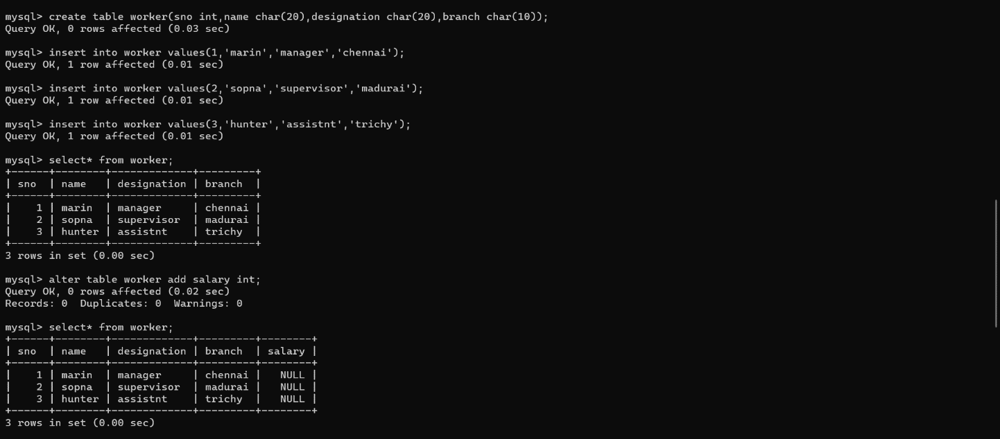 mysql> create table worker(sno int,name char(20),designation char(20),branch char(10));
Query OK, 0 rows affected (0.03 sec)

mysql> insert into worker values(1,'marin','manager','chennai');
Query OK, 1 row affected (0.01 sec)

mysql> insert into worker values(2,'sopna','supervisor','madurai');
Query OK, 1 row affected (0.01 sec)

mysql> insert into worker values(3,'hunter','assistnt','trichy');
Query OK, 1 row affected (0.01 sec)

mysql> select* from worker;
+------+--------+-------------+---------+
| sno  | name   | designation | branch  |
+------+--------+-------------+---------+
|    1 | marin  | manager     | chennai |
|    2 | sopna  | supervisor  | madurai |
|    3 | hunter | assistnt    | trichy  |
+------+--------+-------------+---------+
3 rows in set (0.00 sec)

mysql> alter table worker add salary int;
Query OK, 0 rows affected (0.02 sec)
Records: 0  Duplicates: 0  Warnings: 0

mysql> select* from worker;
+------+--------+-------------+---------+--------+
| sno  | name   | designation | branch  | salary |
+------+--------+-------------+---------+--------+
|    1 | marin  | manager     | chennai |   NULL |
|    2 | sopna  | supervisor  | madurai |   NULL |
|    3 | hunter | assistnt    | trichy  |   NULL |
+------+--------+-------------+---------+--------+
3 rows in set (0.00 sec)